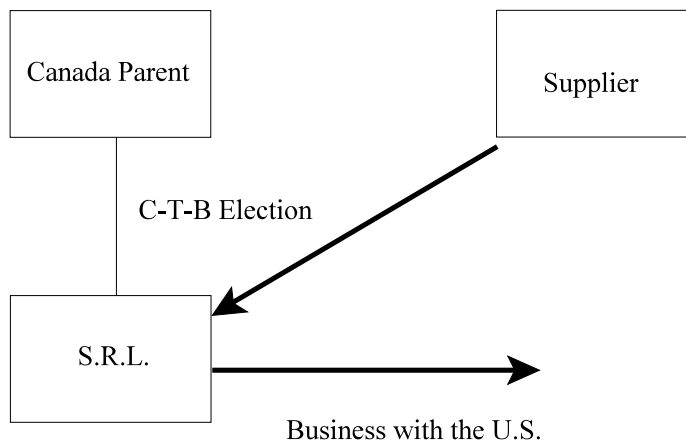 Canada Parent
Supplier
C-T-B Election
S.R.L.
Business with the U.S.